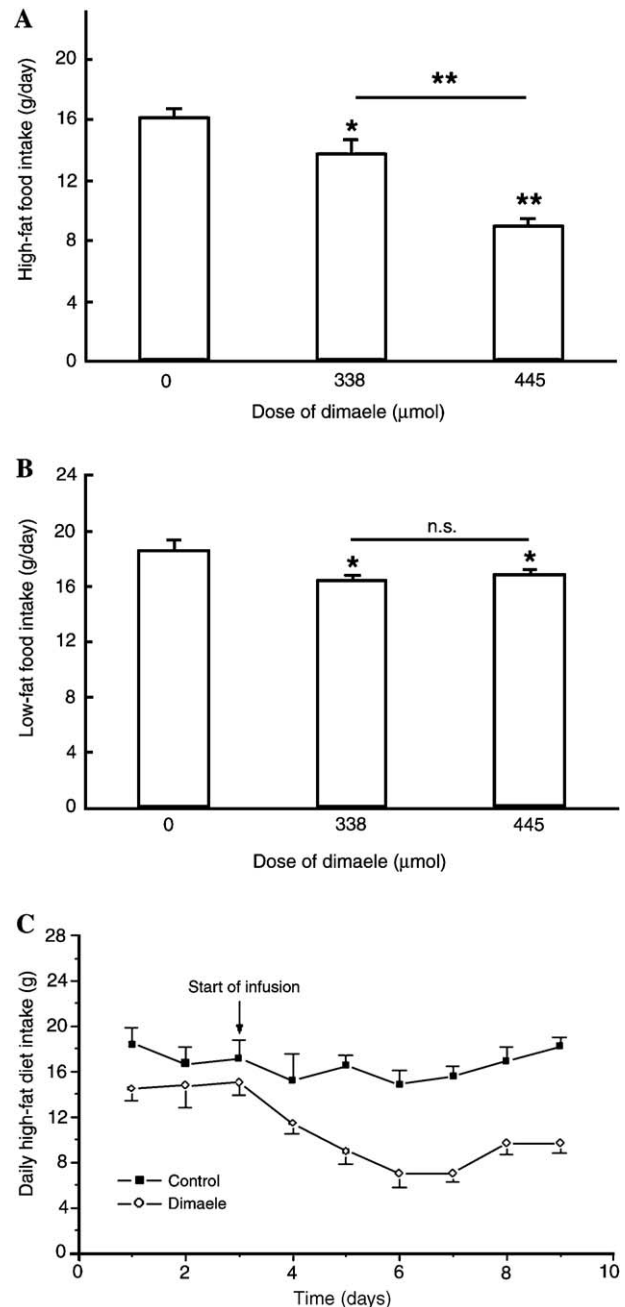 A
High-fat food intake (g/day)
20
16
12
8
4
0
**
*
**
0 338 445
Dose of dimaele (μmol)
B
Low-fat food intake (g/day)
24
20
16
12
8
4
0
n.s.
*
*
0 338 445
Dose of dimaele (μmol)
C
Daily high-fat diet intake (g)
28
24
20
16
12
8
4
0
Start of infusion
Control
Dimaele
0 2 4 6 8 10
Time (days)